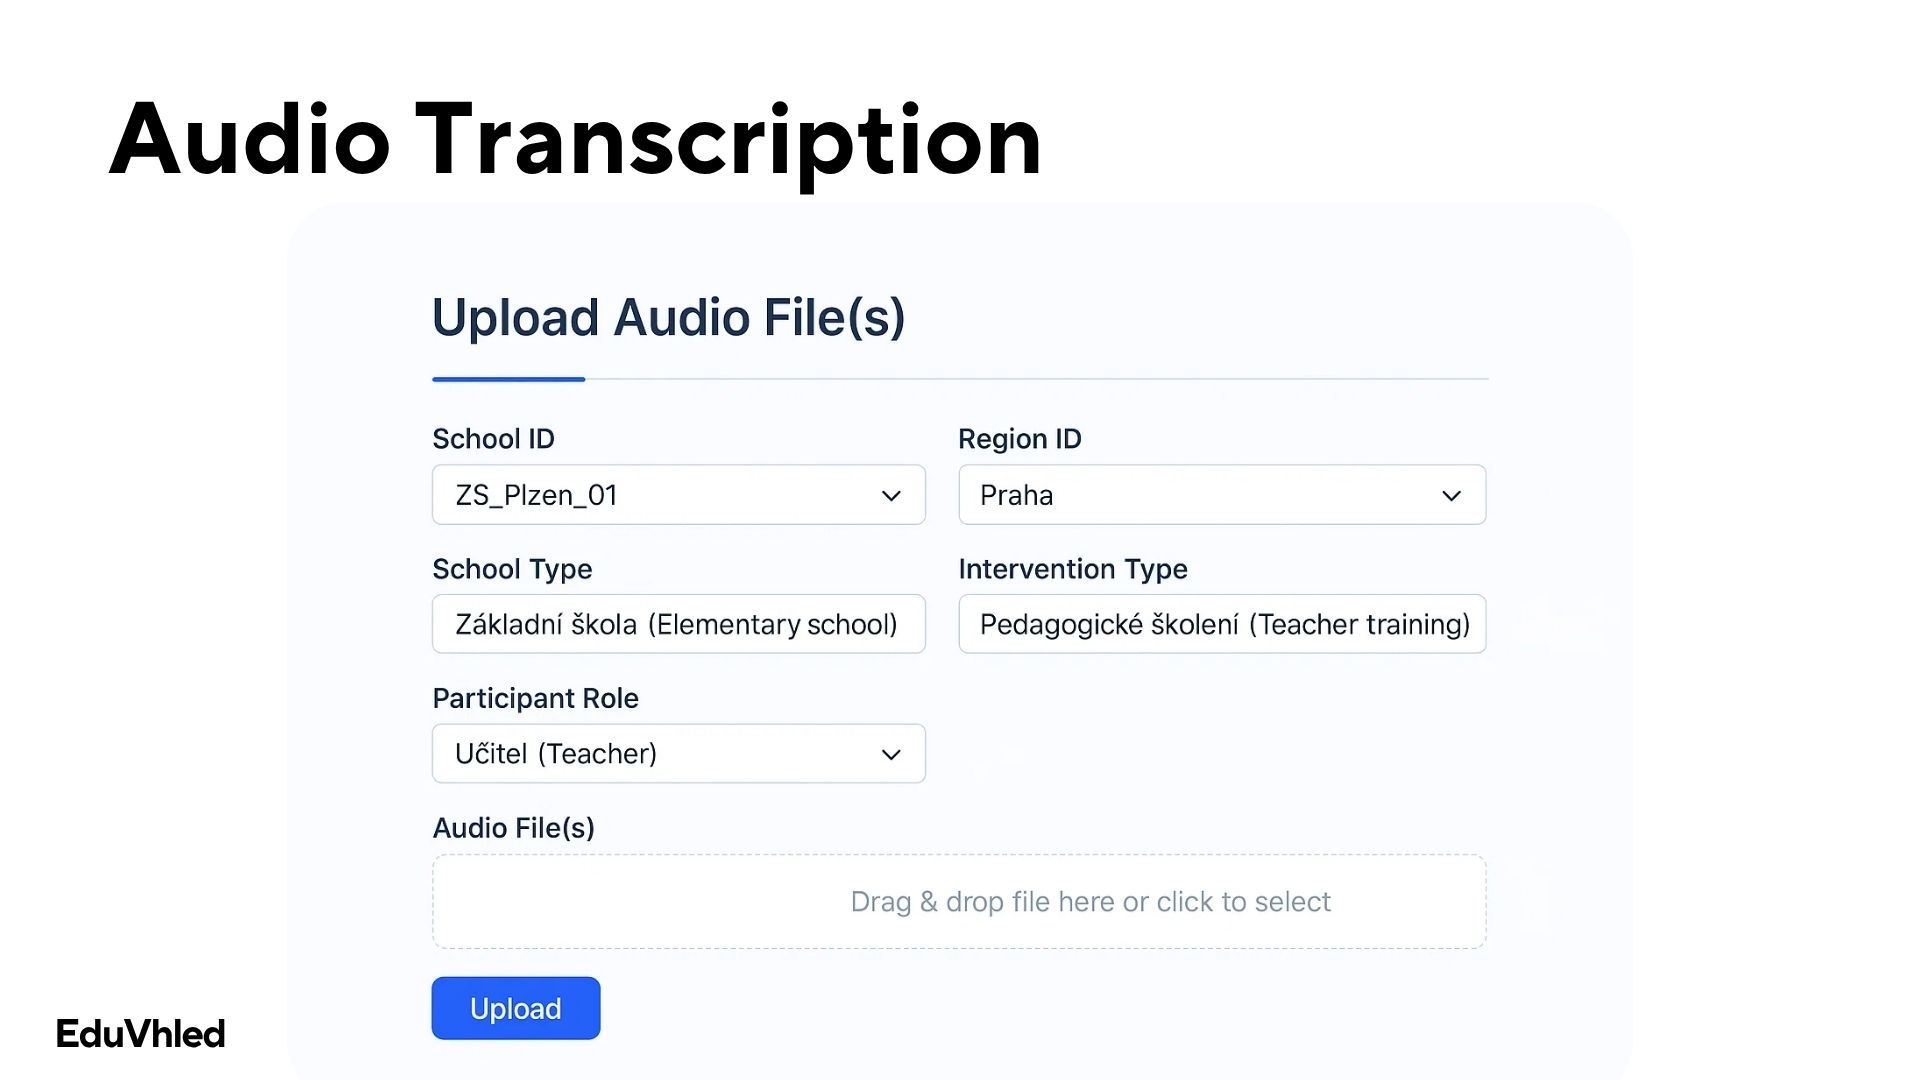 Audio Transcription
Upload Audio File(s)
School ID
Region ID
ZS_Plzen_01
Praha
School Type
Intervention Type
Základní škola (Elementary school)
Pedagogické školení (Teacher training)
Participant Role
Učitel (Teacher)
Audio File(s)
Drag & drop file here or click to select
Upload
EduVhled